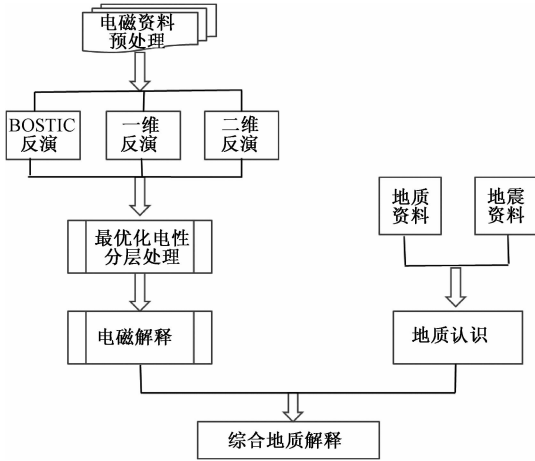 电磁资料
预处理
BOSTIC
反演
一维
反演
二维
反演
地质
资料
地震
资料
最优化电性
分层处理
电磁解释
地质认识
综合地质解释